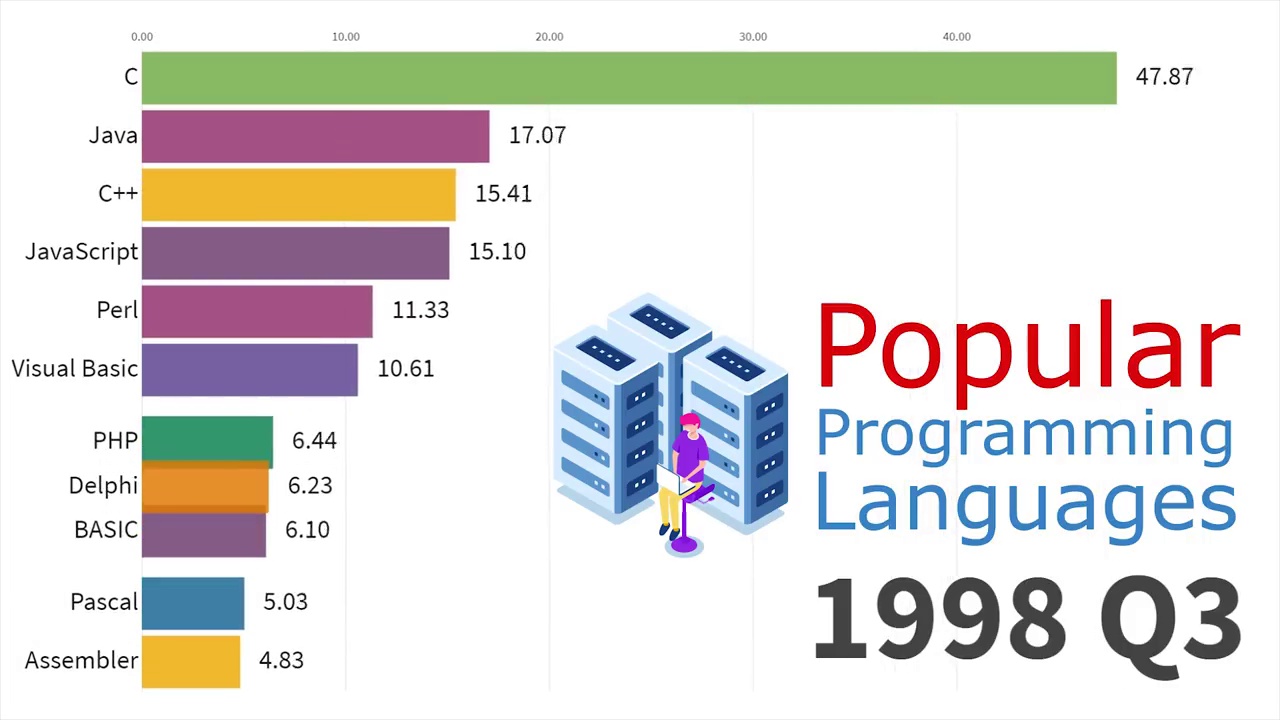 0.00 10.00 20.00 30.00 40.00
C 47.87
Java 17.07
C++ 15.41
JavaScript 15.10
Perl 11.33
Visual Basic 10.61
PHP 6.44
Delphi 6.23
BASIC 6.10
Pascal 5.03
Assembler 4.83
Popular
Programming
Languages
1998 Q3